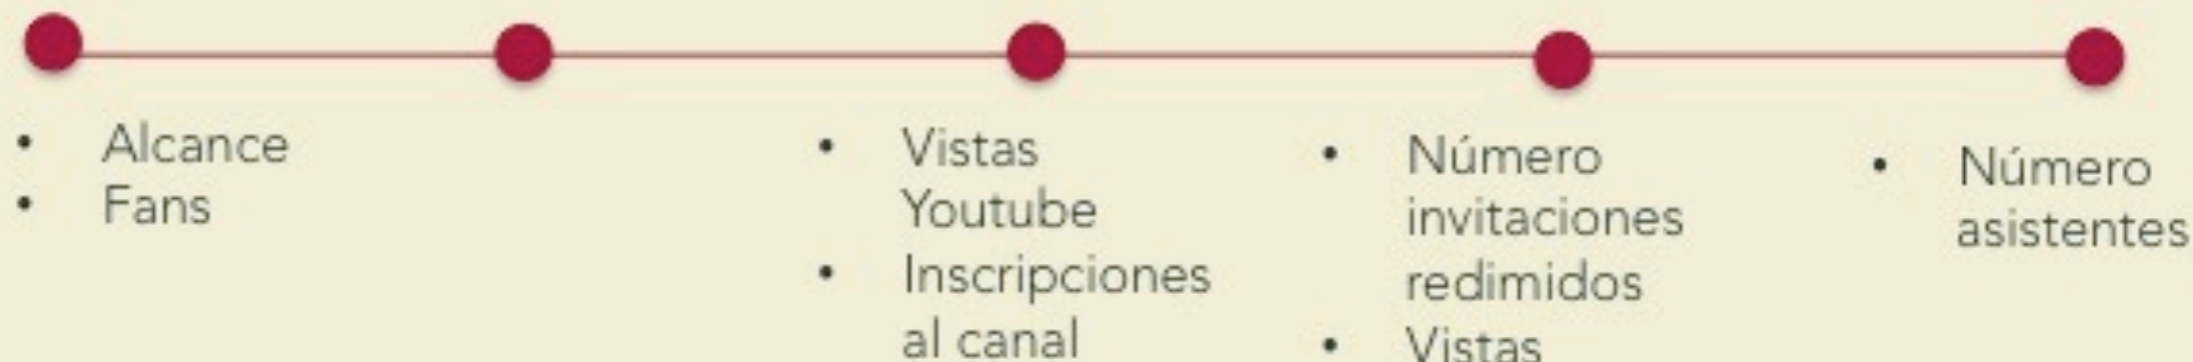 • Alcance
• Fans
• Vistas
Youtube
• Inscripciones
al canal
• Número
invitaciones
redimidos
• Vistas
• Número
asistentes